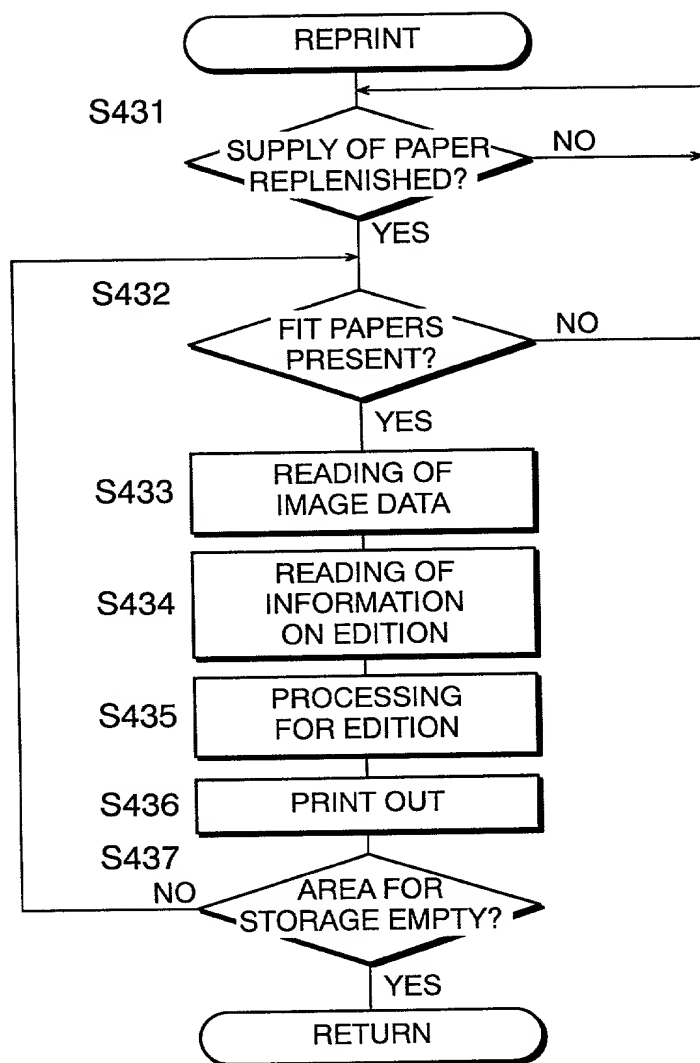 REPRINT
S431
SUPPLY OF PAPER
REPLENISHED?
NO
YES
S432
FIT PAPERS
PRESENT?
NO
YES
S433
READING OF
IMAGE DATA
S434
READING OF
INFORMATION
ON EDITION
S435
PROCESSING
FOR EDITION
S436
PRINT OUT
S437
NO
AREA FOR
STORAGE EMPTY?
YES
RETURN